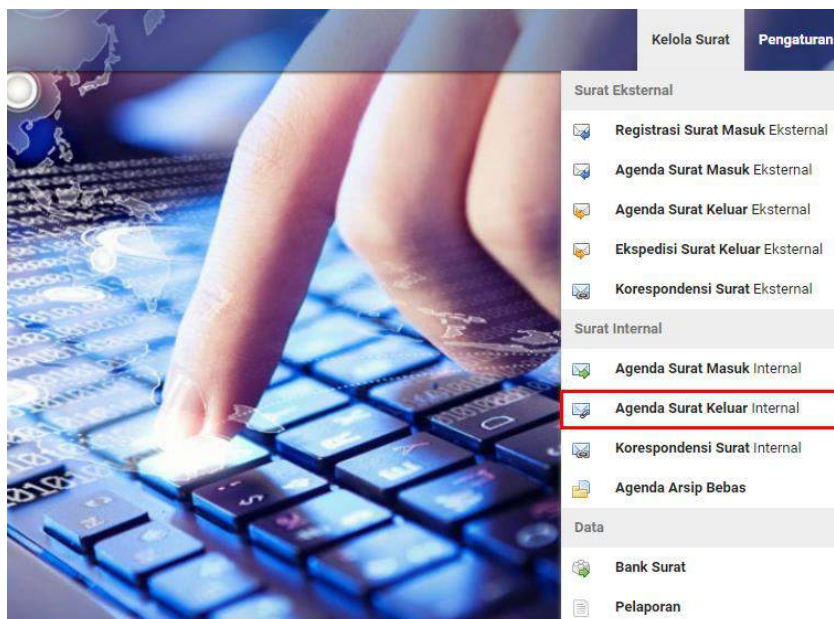 Kelola Surat
Pengaturan
Surat Eksternal
Registrasi Surat Masuk Eksternal
Agenda Surat Masuk Eksternal
Agenda Surat Keluar Eksternal
Ekspedisi Surat Keluar Eksternal
Korespondensi Surat Eksternal
Surat Internal
Agenda Surat Masuk Internal
Agenda Surat Keluar Internal
Korespondensi Surat Internal
Agenda Arsip Bebas
Data
Bank Surat
Pelaporan